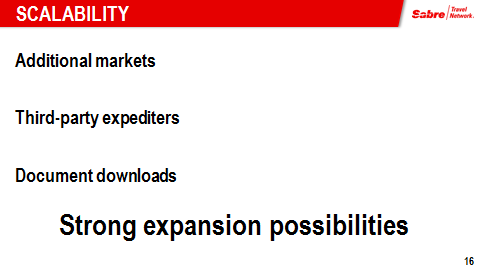 SCALABILITY
Sabre Travel Network.
Additional markets
Third-party expediters
Document downloads
Strong expansion possibilities
16